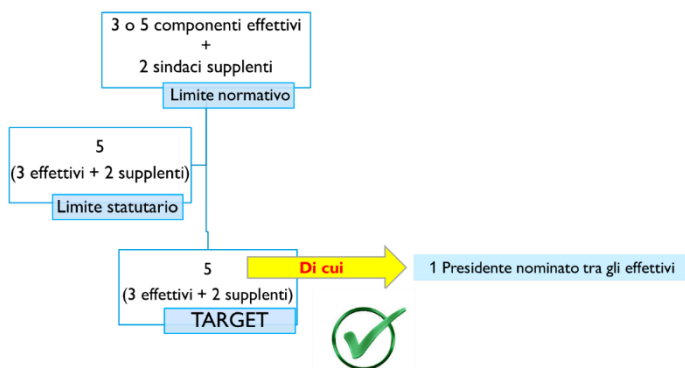 3 o 5 componenti effettivi
+
2 sindaci supplenti
Limite normativo
5
(3 effettivi + 2 supplenti)
Limite statutario
5
(3 effettivi + 2 supplenti)
TARGET
Di cui
1 Presidente nominato tra gli effettivi